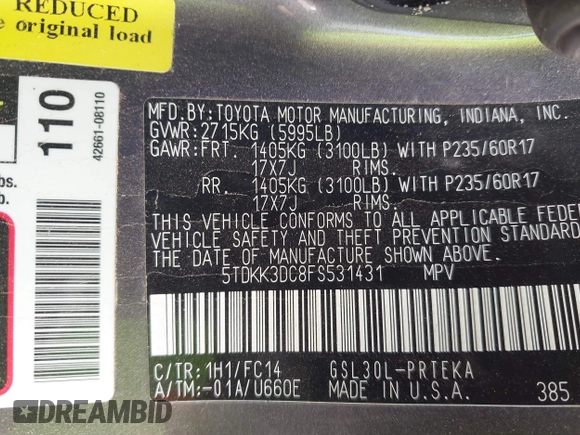 REDUCED
e original load
110
42661-08110
bs.
b.
MFD.BY:TOYOTA MOTOR MANUFACTURING, INDIANA, INC.
GVWR:2715KG (5995LB)
GAWR:FRT. 1405KG (3100LB) WITH P235/60R17
17X7J RIMS.
RR. 1405KG (3100LB) WITH P235/60R17
17X7J RIMS.
THIS VEHICLE CONFORMS TO ALL APPLICABLE FEDE
VEHICLE SAFETY AND THEFT PREVENTION STANDARD
THE DATE OF MANUFACTURE SHOWN ABOVE.
5TDKK3DC8FS531431 MPV
C/TR:1H1/FC14 GSL30L-PRTEKA
A/TM:-01A/U660E MADE IN U.S.A. 385
DREAMBID